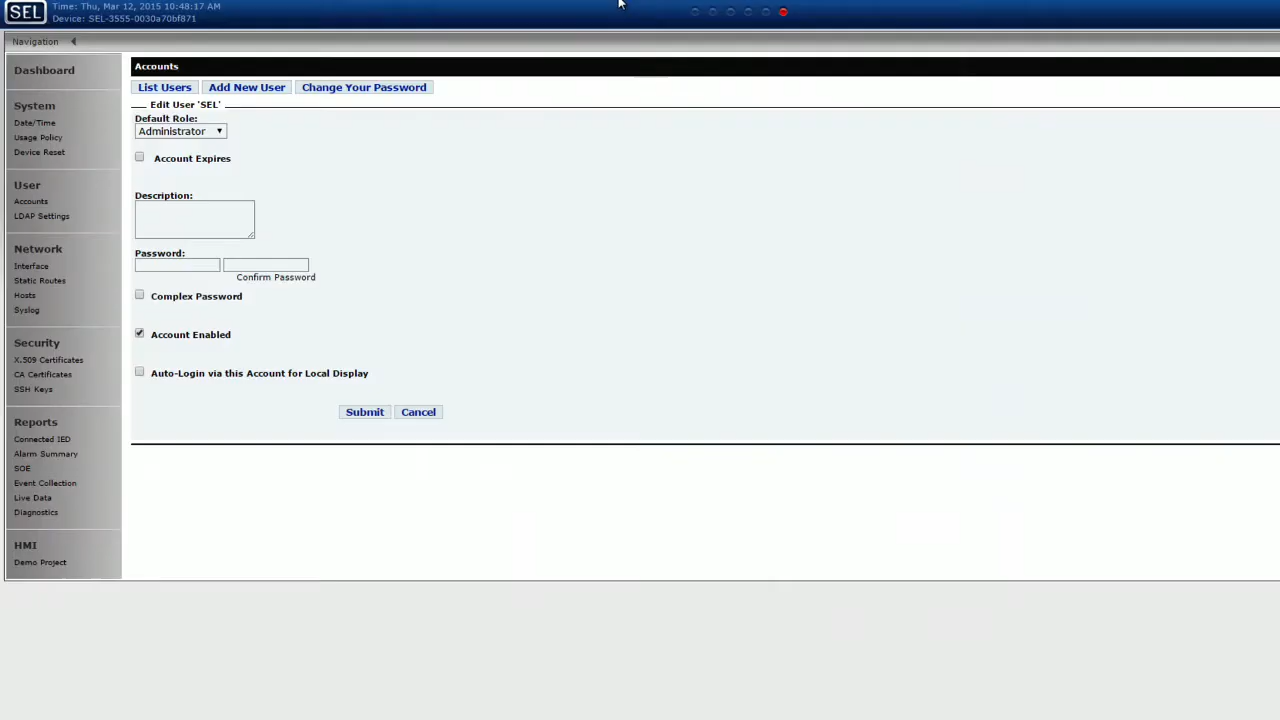 SEL
Time: Thu, Mar 12, 2015 10:48:17 AM
Device: SEL-3555-0030a70bf871
Navigation
Dashboard
System
Date/Time
Usage Policy
Device Reset
User
Accounts
LDAP Settings
Network
Interface
Static Routes
Hosts
Syslog
Security
X.509 Certificates
CA Certificates
SSH Keys
Reports
Connected IED
Alarm Summary
SOE
Event Collection
Live Data
Diagnostics
HMI
Demo Project
Accounts
List Users Add New User Change Your Password
Edit User 'SEL'
Default Role:
Administrator
Account Expires
Description:
Password:
Confirm Password
Complex Password
Account Enabled
Auto-Login via this Account for Local Display
Submit Cancel